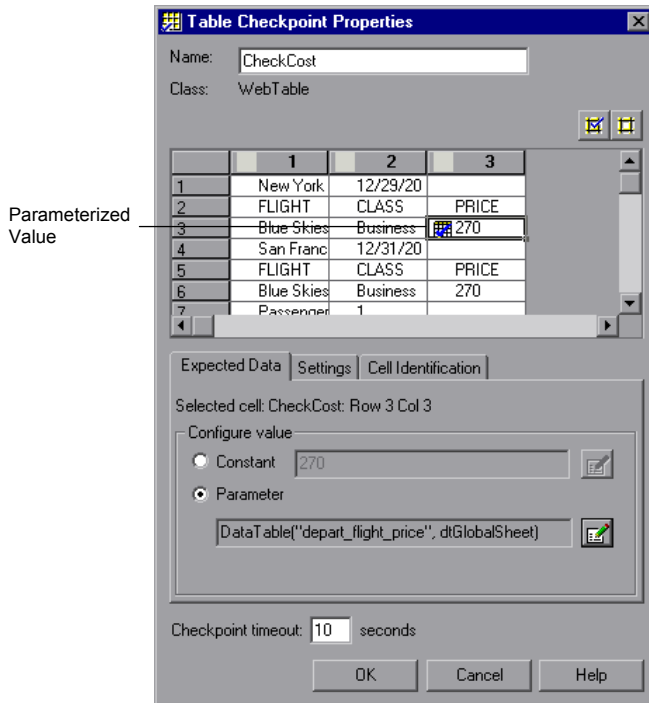 Table Checkpoint Properties
Name: CheckCost
Class: WebTable
1 2 3
1 New York 12/29/20
2 FLIGHT CLASS PRICE
Parameterized Value
3 Blue Skies Business 270
4 San Franc 12/31/20
5 FLIGHT CLASS PRICE
6 Blue Skies Business 270
7 Passenger 1
Expected Data Settings Cell Identification
Selected cell: CheckCost: Row 3 Col 3
Configure value
Constant 270
Parameter
DataTable("depart_flight_price", dtGlobalSheet)
Checkpoint timeout: 10 seconds
OK Cancel Help